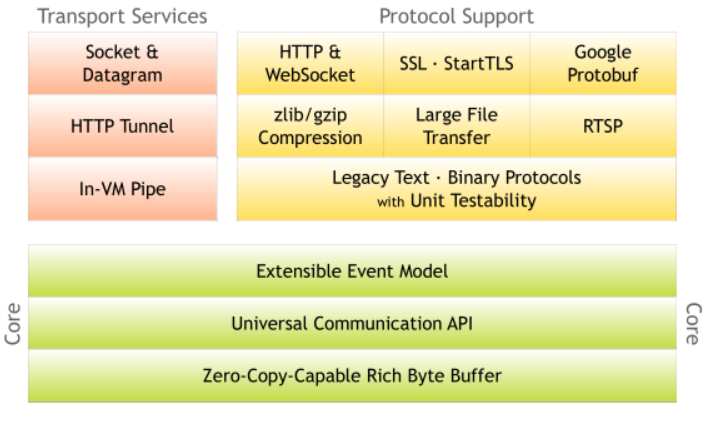 Transport Services
Protocol Support
Socket &
Datagram
HTTP &
WebSocket
SSL · StartTLS
Google
Protobuf
HTTP Tunnel
zlib/gzip
Compression
Large File
Transfer
RTSP
In-VM Pipe
Legacy Text · Binary Protocols
with Unit Testability
Core
Extensible Event Model
Universal Communication API
Zero-Copy-Capable Rich Byte Buffer
Core